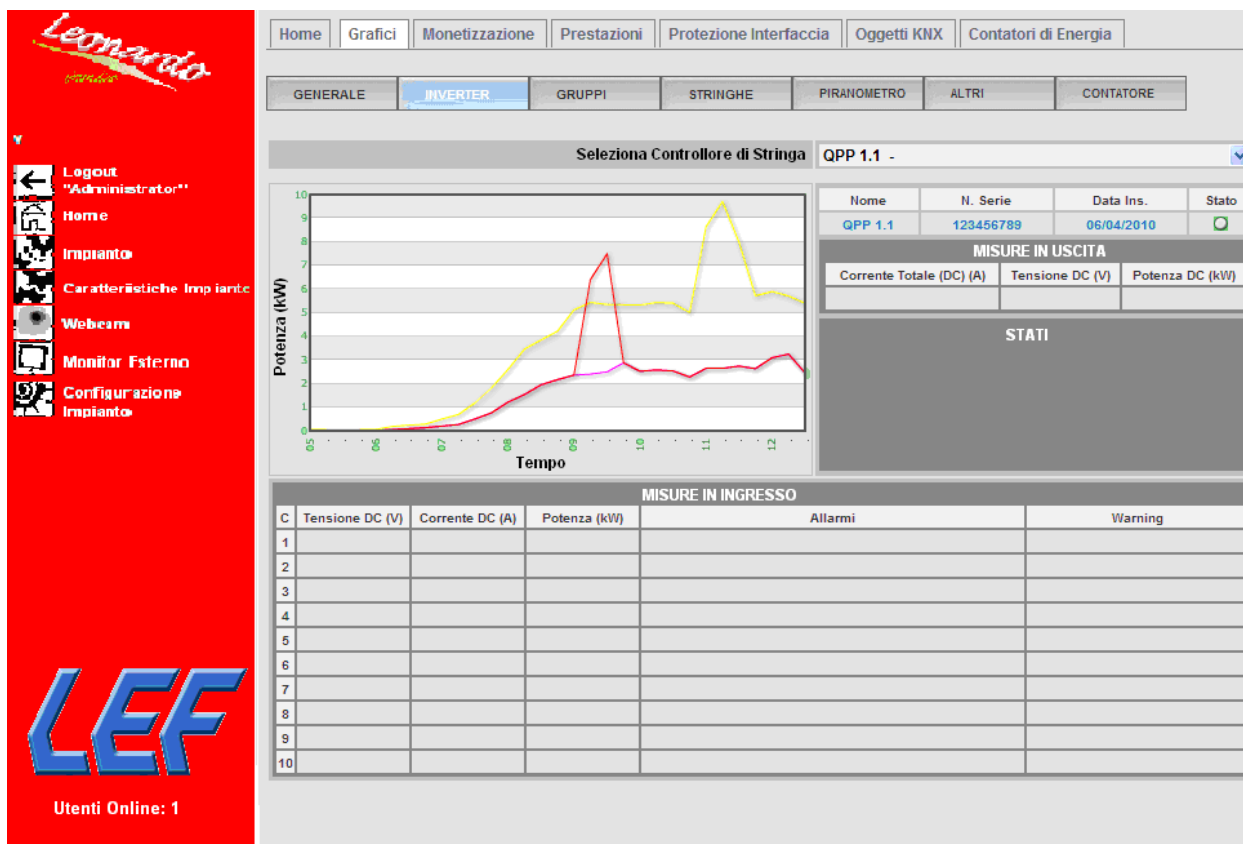 Leonardo
Home Grafici Monetizzazione Prestazioni Protezione Interfaccia Oggetti KNX Contatori di Energia
GENERALE INVERTER GRUPPI STRINGHE PIRANOMETRO ALTRI CONTATORE
Logout
"Administrator"
Home
Impianto
Caratteristiche Impianto
Webcam
Monitor Esterno
Configurazione
Impianto
LEF
Utenti Online: 1
Seleziona Controllore di Stringa QPP 1.1 -
Potenza (kW)
10
9
8
7
6
5
4
3
2
1
0
05 06 07 08 09 10 11 12
Tempo
Nome N. Serie Data Ins. Stato
QPP 1.1 123456789 06/04/2010
MISURE IN USCITA
Corrente Totale (DC) (A) Tensione DC (V) Potenza DC (kW)
STATI
MISURE IN INGRESSO
C Tensione DC (V) Corrente DC (A) Potenza (kW) Allarmi Warning
1
2
3
4
5
6
7
8
9
10